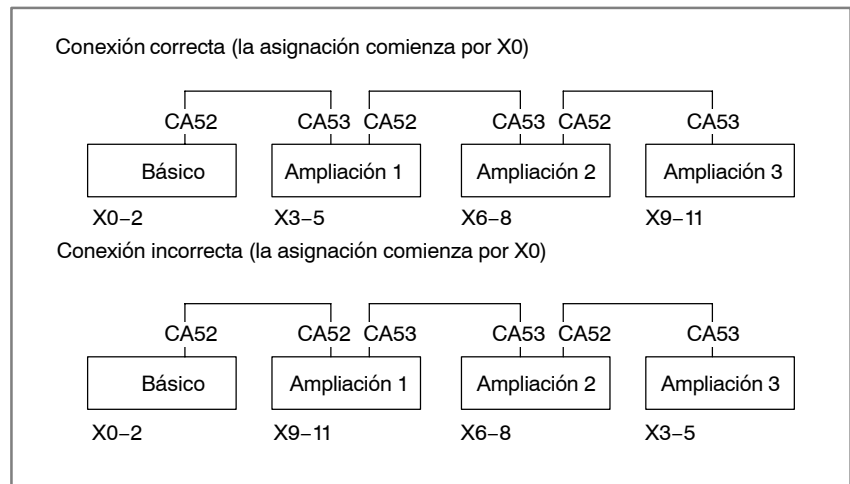 Conexión correcta (la asignación comienza por X0)
CA52 CA53 CA52 CA53 CA52 CA53
Básico Ampliación 1 Ampliación 2 Ampliación 3
X0–2 X3–5 X6–8 X9–11
Conexión incorrecta (la asignación comienza por X0)
CA52 CA52 CA53 CA53 CA52 CA53
Básico Ampliación 1 Ampliación 2 Ampliación 3
X0–2 X9–11 X6–8 X3–5